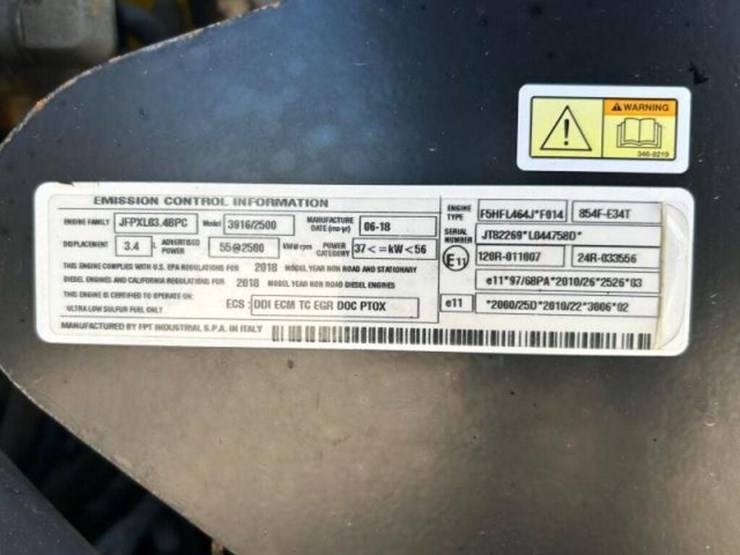 WARNING
346-0219
EMISSION CONTROL INFORMATION
ENGINE FAMILY JFPXL03.4BPC Model 3916/2500 MANUFACTURE DATE (mo-yr) 06-18
DISPLACEMENT 3.4 L ADVERTISED POWER 55@2500 kW@rpm POWER CATEGORY 37<=kW<56
THIS ENGINE COMPLIES WITH U.S. EPA REGULATIONS FOR 2018 MODEL YEAR NON ROAD AND STATIONARY
DIESEL ENGINES AND CALIFORNIA REGULATIONS FOR 2018 MODEL YEAR NON ROAD DIESEL ENGINES
THIS ENGINE IS CERTIFIED TO OPERATE ON:
ULTRA LOW SULFUR FUEL ONLY ECS : DDI ECM TC EGR DOC PTOX
MANUFACTURED BY FPT INDUSTRIAL S.P.A. IN ITALY
ENGINE TYPE F5HFL464J*F014 854F-E34T
SERIAL NUMBER JT82269*L044758D*
E11 120R-011007 24R-033556
e11*97/68PA*2010/26*2526*03
e11 *2000/25D*2010/22*3006*02